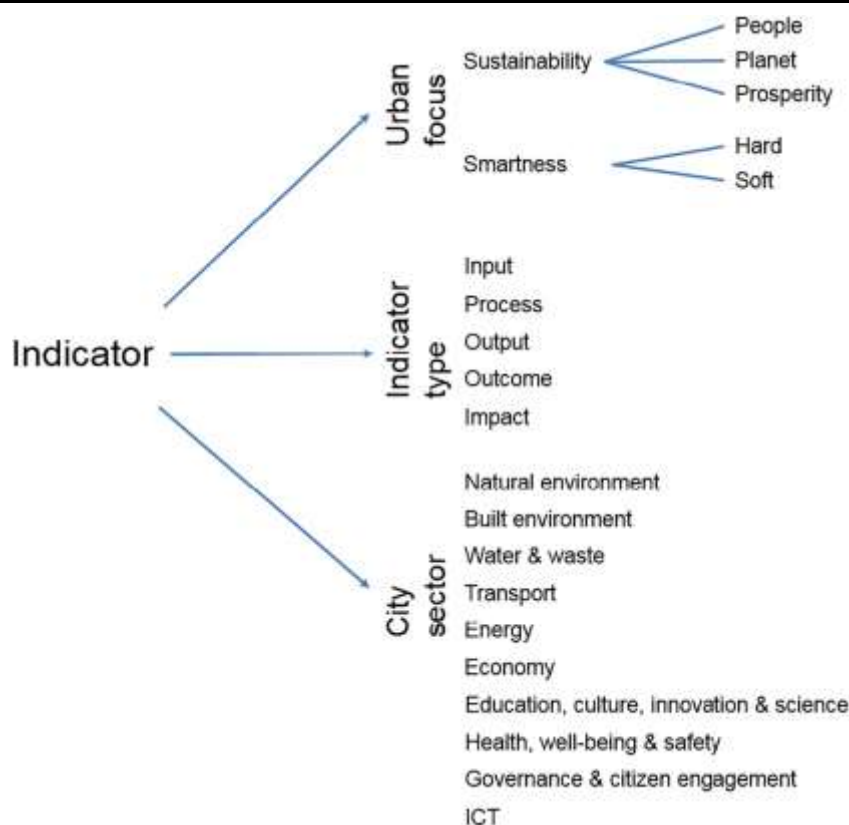 Indicator
Urban
focus
Sustainability
People
Planet
Prosperity
Smartness
Hard
Soft
Indicator
type
Input
Process
Output
Outcome
Impact
City
sector
Natural environment
Built environment
Water & waste
Transport
Energy
Economy
Education, culture, innovation & science
Health, well-being & safety
Governance & citizen engagement
ICT